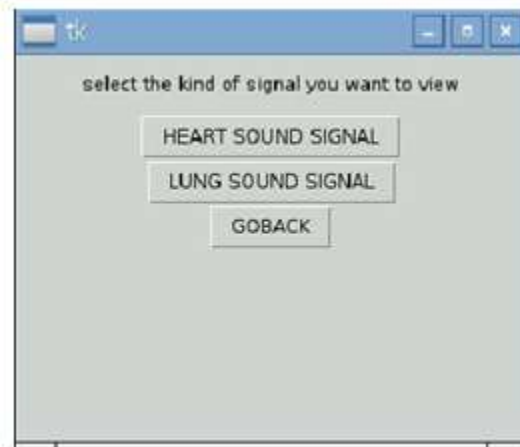 tk
select the kind of signal you want to view
HEART SOUND SIGNAL
LUNG SOUND SIGNAL
GOBACK